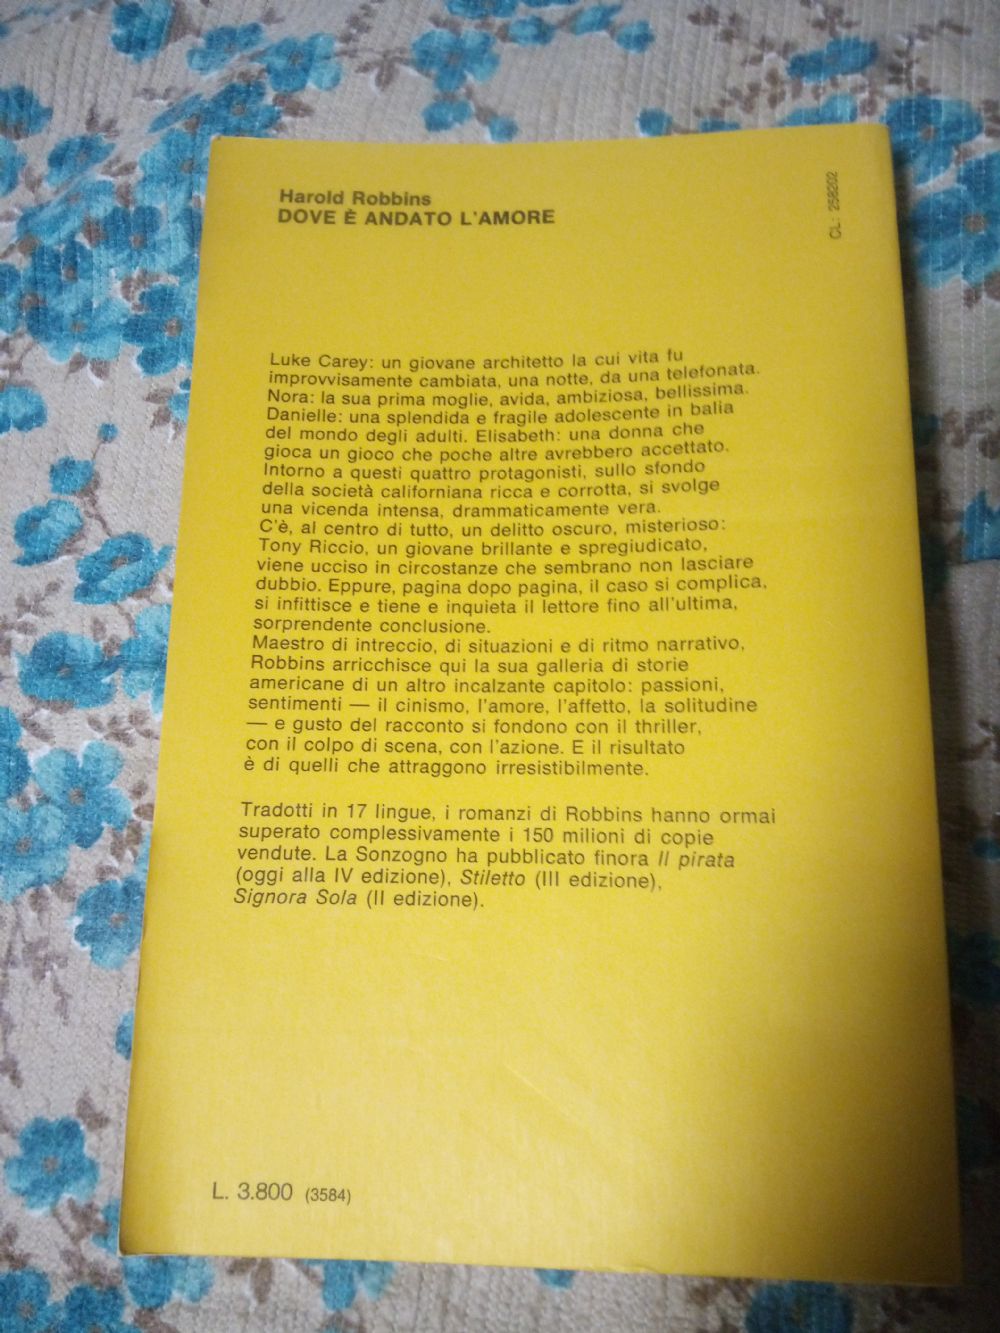 Harold Robbins
DOVE È ANDATO L'AMORE
CL: 258202
Luke Carey: un giovane architetto la cui vita fu
improvvisamente cambiata, una notte, da una telefonata.
Nora: la sua prima moglie, avida, ambiziosa, bellissima.
Danielle: una splendida e fragile adolescente in balia
del mondo degli adulti. Elisabeth: una donna che
gioca un gioco che poche altre avrebbero accettato.
Intorno a questi quattro protagonisti, sullo sfondo
della società californiana ricca e corrotta, si svolge
una vicenda intensa, drammaticamente vera.
C'è, al centro di tutto, un delitto oscuro, misterioso:
Tony Riccio, un giovane brillante e spregiudicato,
viene ucciso in circostanze che sembrano non lasciare
dubbio. Eppure, pagina dopo pagina, il caso si complica,
si infittisce e tiene e inquieta il lettore fino all'ultima,
sorprendente conclusione.
Maestro di intreccio, di situazioni e di ritmo narrativo,
Robbins arricchisce qui la sua galleria di storie
americane di un altro incalzante capitolo: passioni,
sentimenti — il cinismo, l'amore, l'affetto, la solitudine
— e gusto del racconto si fondono con il thriller,
con il colpo di scena, con l'azione. E il risultato
è di quelli che attraggono irresistibilmente.
Tradotti in 17 lingue, i romanzi di Robbins hanno ormai
superato complessivamente i 150 milioni di copie
vendute. La Sonzogno ha pubblicato finora Il pirata
(oggi alla IV edizione), Stiletto (III edizione),
Signora Sola (II edizione).
L. 3.800 (3584)